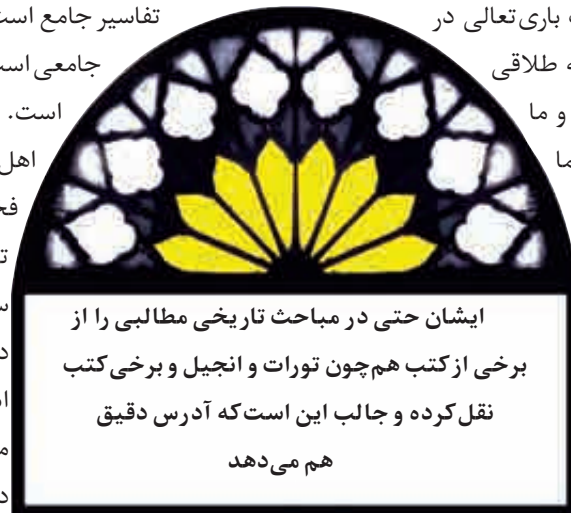 باری‌تعالی در
ه طلاقی
و ما
ما
تفاسیر جامع است
جامعی است
است.
اهل
ایشان حتی در مباحث تاریخی مطالبی را از
برخی از کتب هم‌چون تورات و انجیل و برخی کتب
نقل کرده و جالب این است که آدرس دقیق
هم می‌دهد